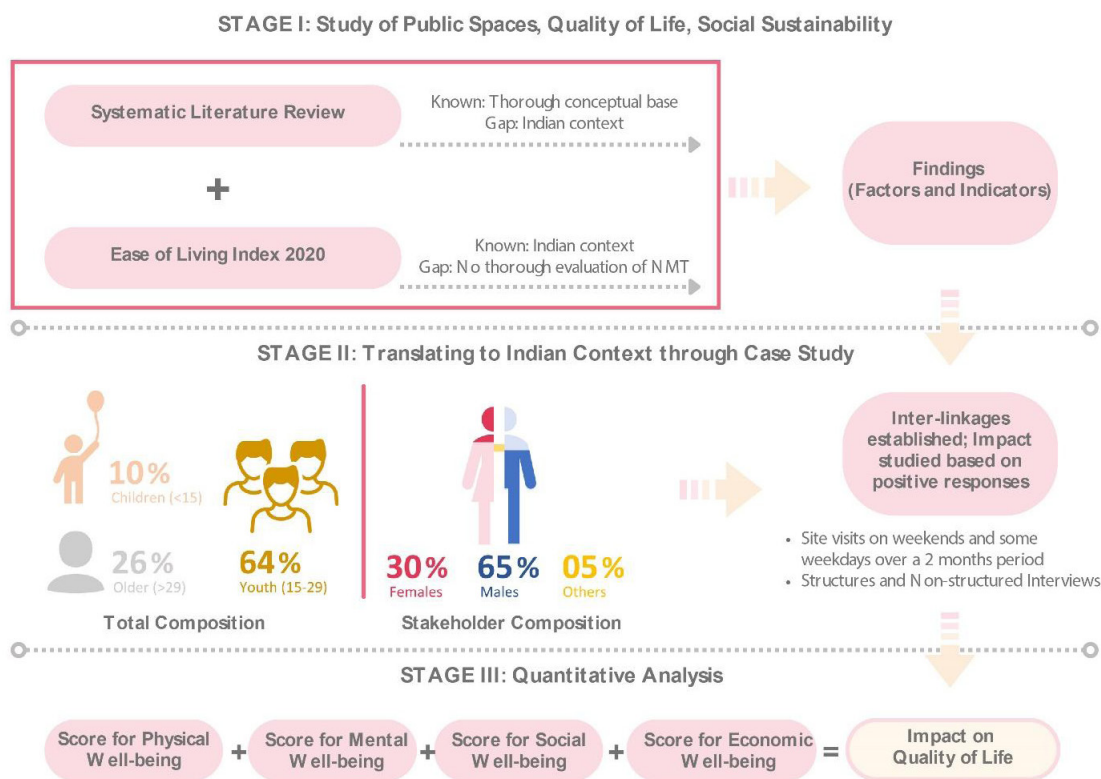 STAGE I: Study of Public Spaces, Quality of Life, Social Sustainability
Systematic Literature Review
Known: Thorough conceptual base
Gap: Indian context
+
Ease of Living Index 2020
Known: Indian context
Gap: No thorough evaluation of NMT
Findings
(Factors and Indicators)
STAGE II: Translating to Indian Context through Case Study
10%
Children (<15)
26%
Older (>29)
64%
Youth (15-29)
Total Composition
30%
Females
65%
Males
05%
Others
Stakeholder Composition
Inter-linkages
established; Impact
studied based on
positive responses
• Site visits on weekends and some
weekdays over a 2 months period
• Structures and Non-structured Interviews
STAGE III: Quantitative Analysis
Score for Physical
Well-being
+
Score for Mental
Well-being
+
Score for Social
Well-being
+
Score for Economic
Well-being
=
Impact on
Quality of Life